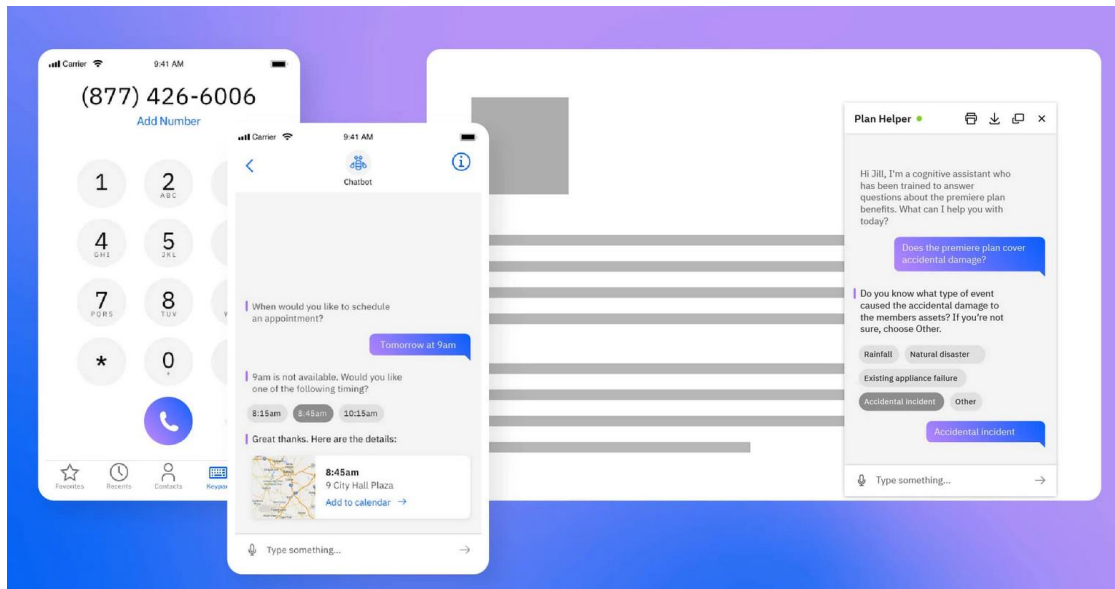 Carrier 9:41 AM
(877) 426-6006
Add Number
1
2
ABC
4
GHI
5
JKL
7
PQRS
8
TUV
W
*
0
+
Favorites Recents Contacts Keypad
Carrier 9:41 AM
Chatbot
When would you like to schedule
an appointment?
Tomorrow at 9am
9am is not available. Would you like
one of the following timing?
8:15am 8:45am 10:15am
Great thanks. Here are the details:
8:45am
9 City Hall Plaza
Add to calendar →
Type something... →
Plan Helper
Hi Jill, I'm a cognitive assistant who
has been trained to answer
questions about the premiere plan
benefits. What can I help you with
today?
Does the premiere plan cover
accidental damage?
Do you know what type of event
caused the accidental damage to
the members assets? If you're not
sure, choose Other.
Rainfall Natural disaster
Existing appliance failure
Accidental incident Other
Accidental incident
Type something... →